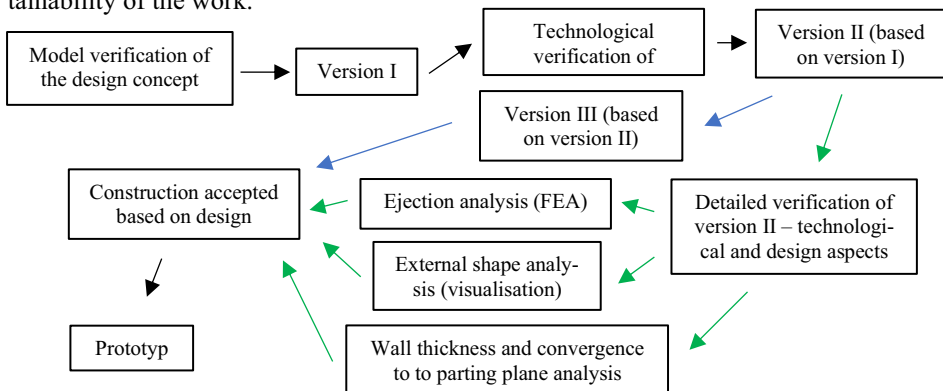 tainability of the work.
Model verification of
the design concept
Version I
Technological
verification of
Version II (based
on version I)
Version III (based
on version II)
Construction accepted
based on design
Ejection analysis (FEA)
Detailed verification of
version II – technologi-
cal and design aspects
External shape analy-
sis (visualisation)
Prototyp
Wall thickness and convergence
to to parting plane analysis